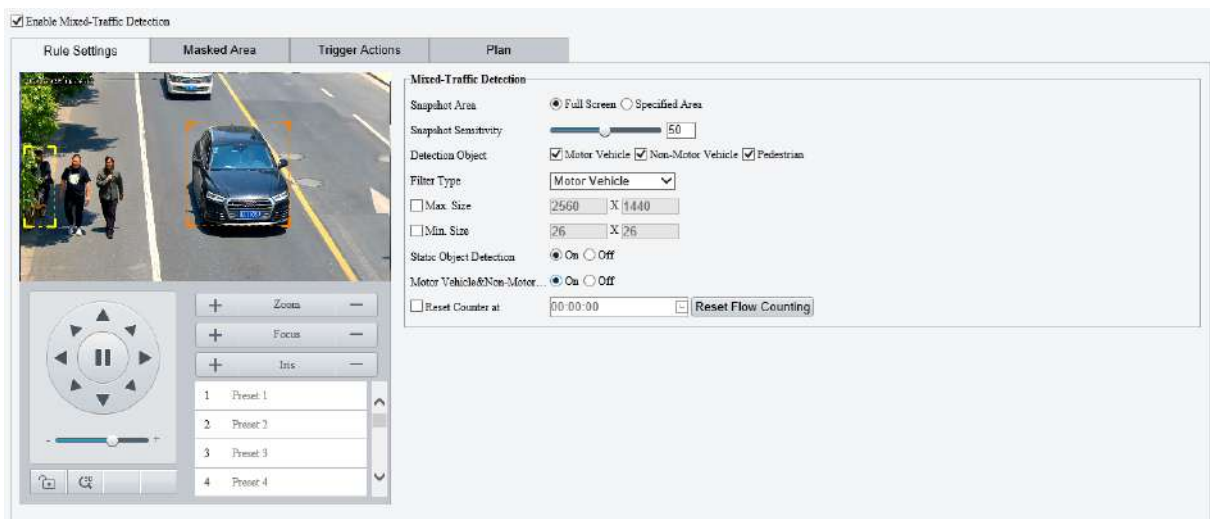 Enable Mixed-Traffic Detection
Rule Settings Masked Area Trigger Actions Plan
Mixed-Traffic Detection
Snapshot Area Full Screen Specified Area
Snapshot Sensitivity 50
Detection Object Motor Vehicle Non-Motor Vehicle Pedestrian
Filter Type Motor Vehicle
Max. Size 2560 X 1440
Min. Size 26 X 26
Static Object Detection On Off
Motor Vehicle&Non-Motor... On Off
Reset Counter at 00:00:00 Reset Flow Counting
+ Zoom −
+ Focus −
+ Iris −
1 Preset 1
2 Preset 2
3 Preset 3
4 Preset 4
- +